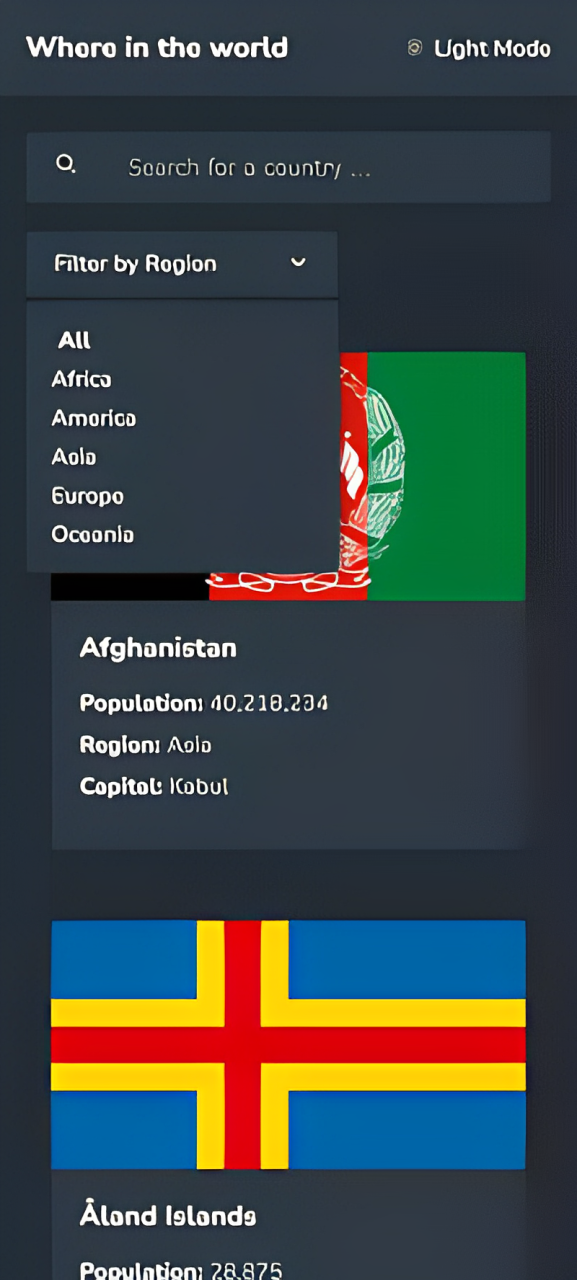 Where in the world
Light Mode
Search for a country ...
Filter by Region
All
Africa
America
Asia
Europe
Oceania
Afghanistan
Population: 40.218.234
Region: Asia
Capital: Kabul
Åland Islands
Population: 28.875